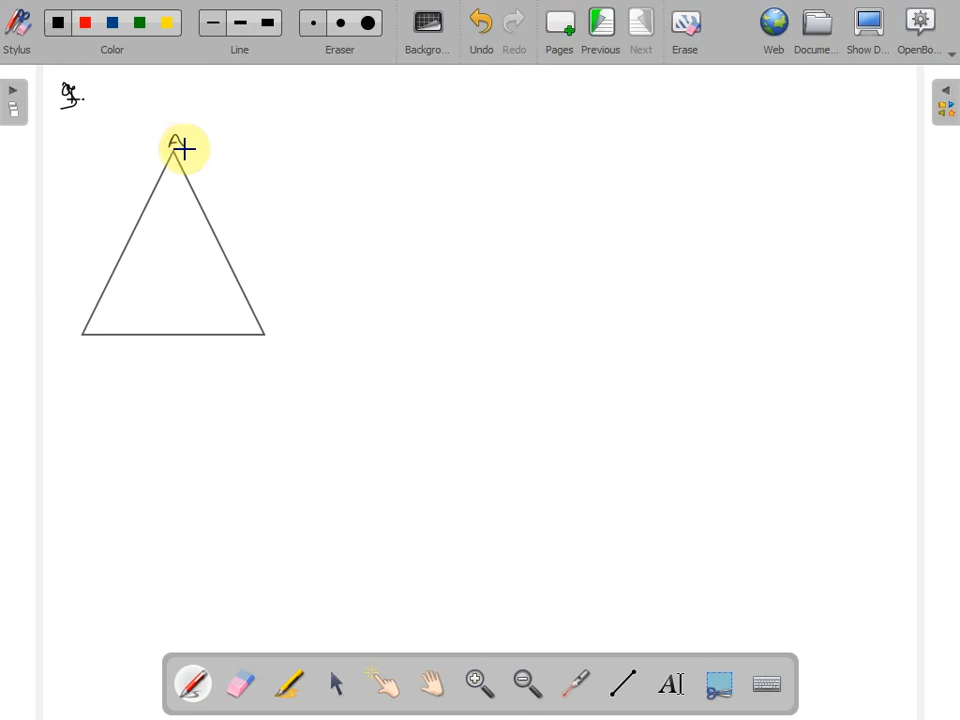 Stylus
Color
Line
Eraser
Backgro...
Undo
Redo
Pages
Previous
Next
Erase
Web
Docume...
Show D...
OpenBo...
A
A